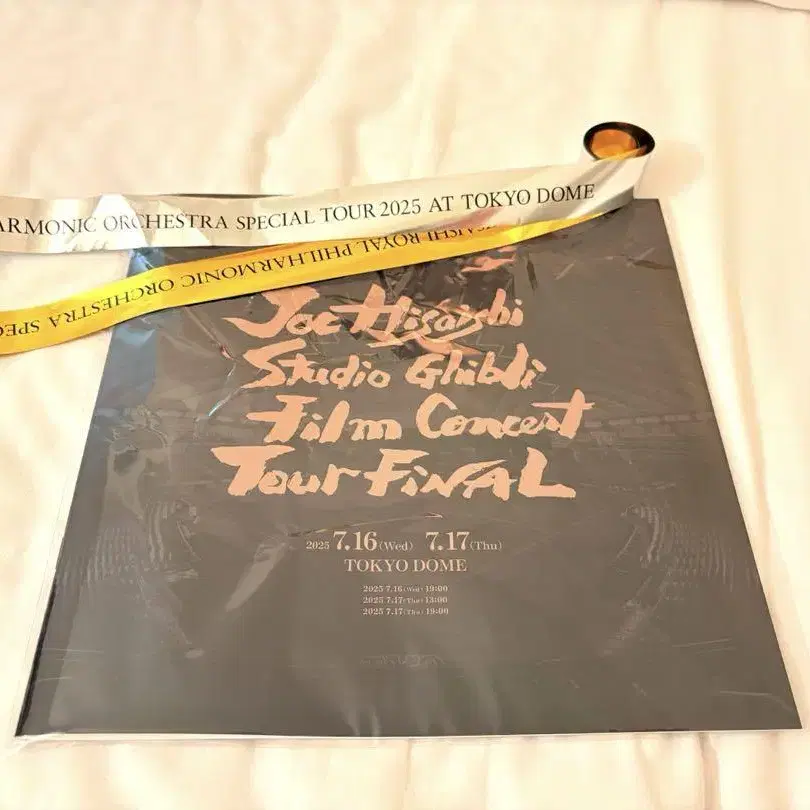 ARMONIC ORCHESTRA SPECIAL TOUR 2025 AT TOKYO DOME
ROYAL PHILHARMONIC ORCHESTRA SPEC
Joe Hisaishi
Studio Ghibli
Film Concert
Tour FiNAL
2025 7.16 (Wed) 7.17 (Thu)
TOKYO DOME
2025 7.16 (Wed) 19:00
2025 7.17 (Thu) 13:00
2025 7.17 (Thu) 19:00